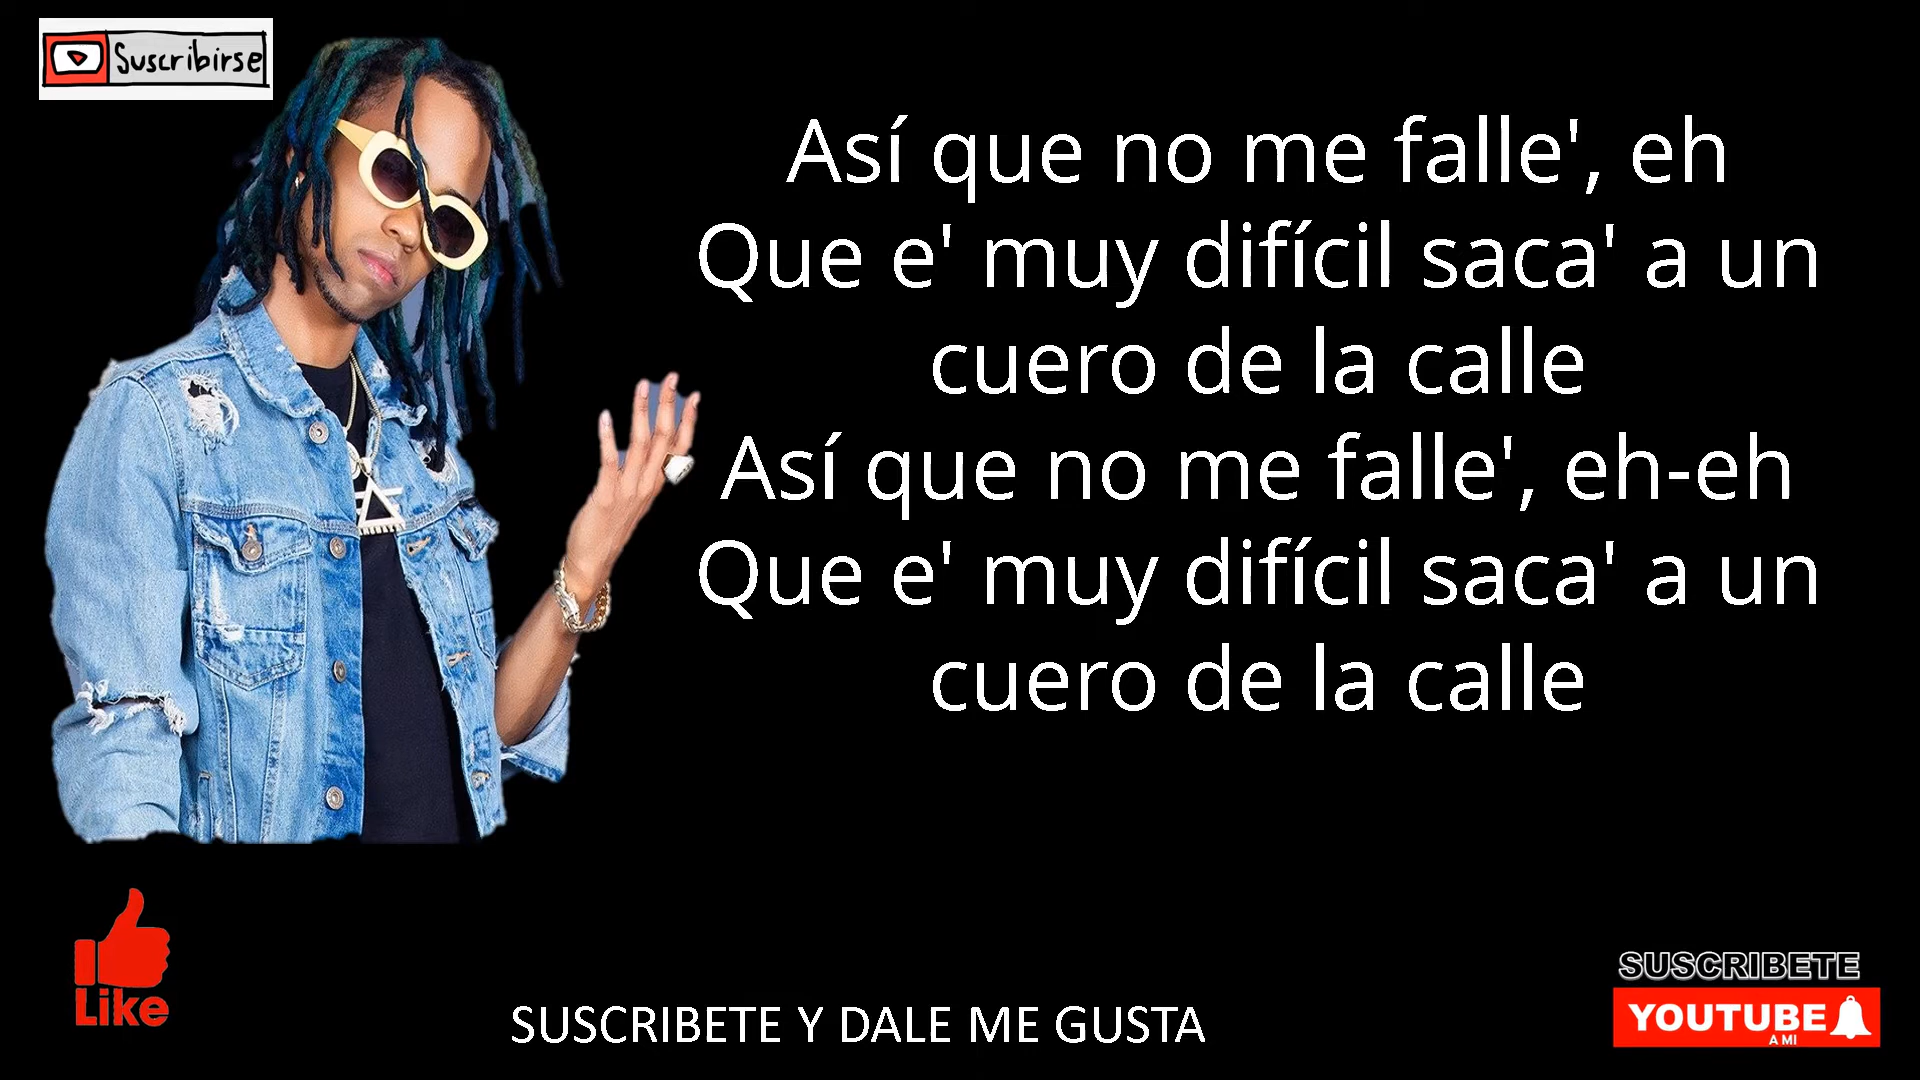 Suscribirse
Así que no me falle', eh
Que e' muy difícil saca' a un
cuero de la calle
Así que no me falle', eh-eh
Que e' muy difícil saca' a un
cuero de la calle
Like
SUSCRIBETE Y DALE ME GUSTA
SUSCRIBETE
YOUTUBE
A MI